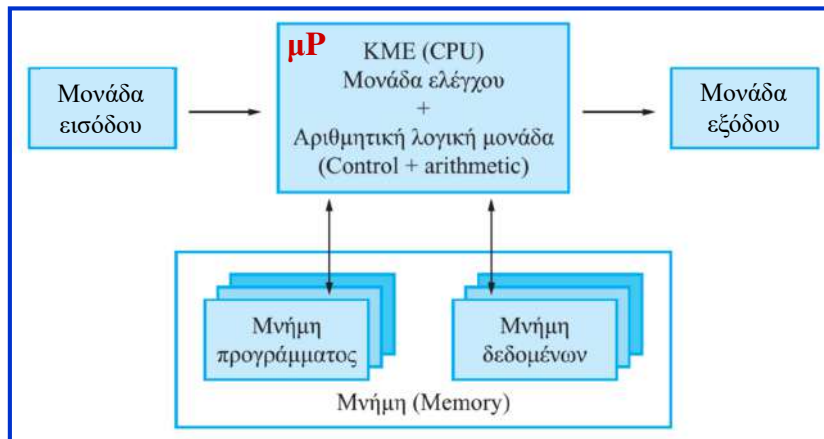 μP
ΚΜΕ (CPU)
Μονάδα ελέγχου
+
Αριθμητική λογική μονάδα
(Control + arithmetic)
Μονάδα
εισόδου
Μονάδα
εξόδου
Μνήμη
προγράμματος
Μνήμη
δεδομένων
Μνήμη (Memory)